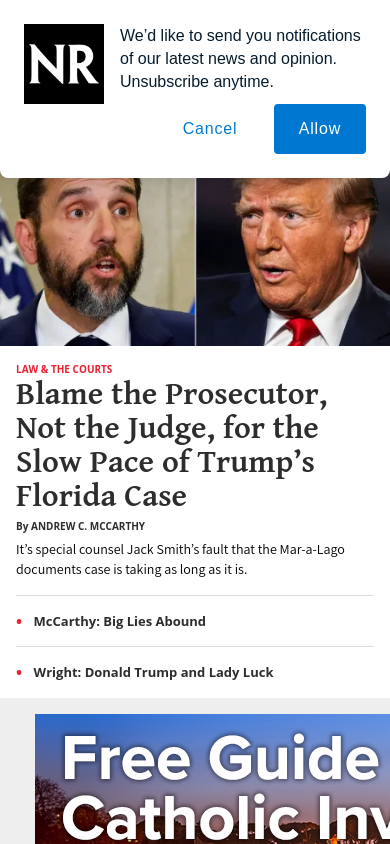 NR
We’d like to send you notifications
of our latest news and opinion.
Unsubscribe anytime.
Cancel
Allow
LAW & THE COURTS
Blame the Prosecutor,
Not the Judge, for the
Slow Pace of Trump’s
Florida Case
By ANDREW C. MCCARTHY
It’s special counsel Jack Smith’s fault that the Mar-a-Lago
documents case is taking as long as it is.
• McCarthy: Big Lies Abound
• Wright: Donald Trump and Lady Luck
Free Guide
Catholic Inv